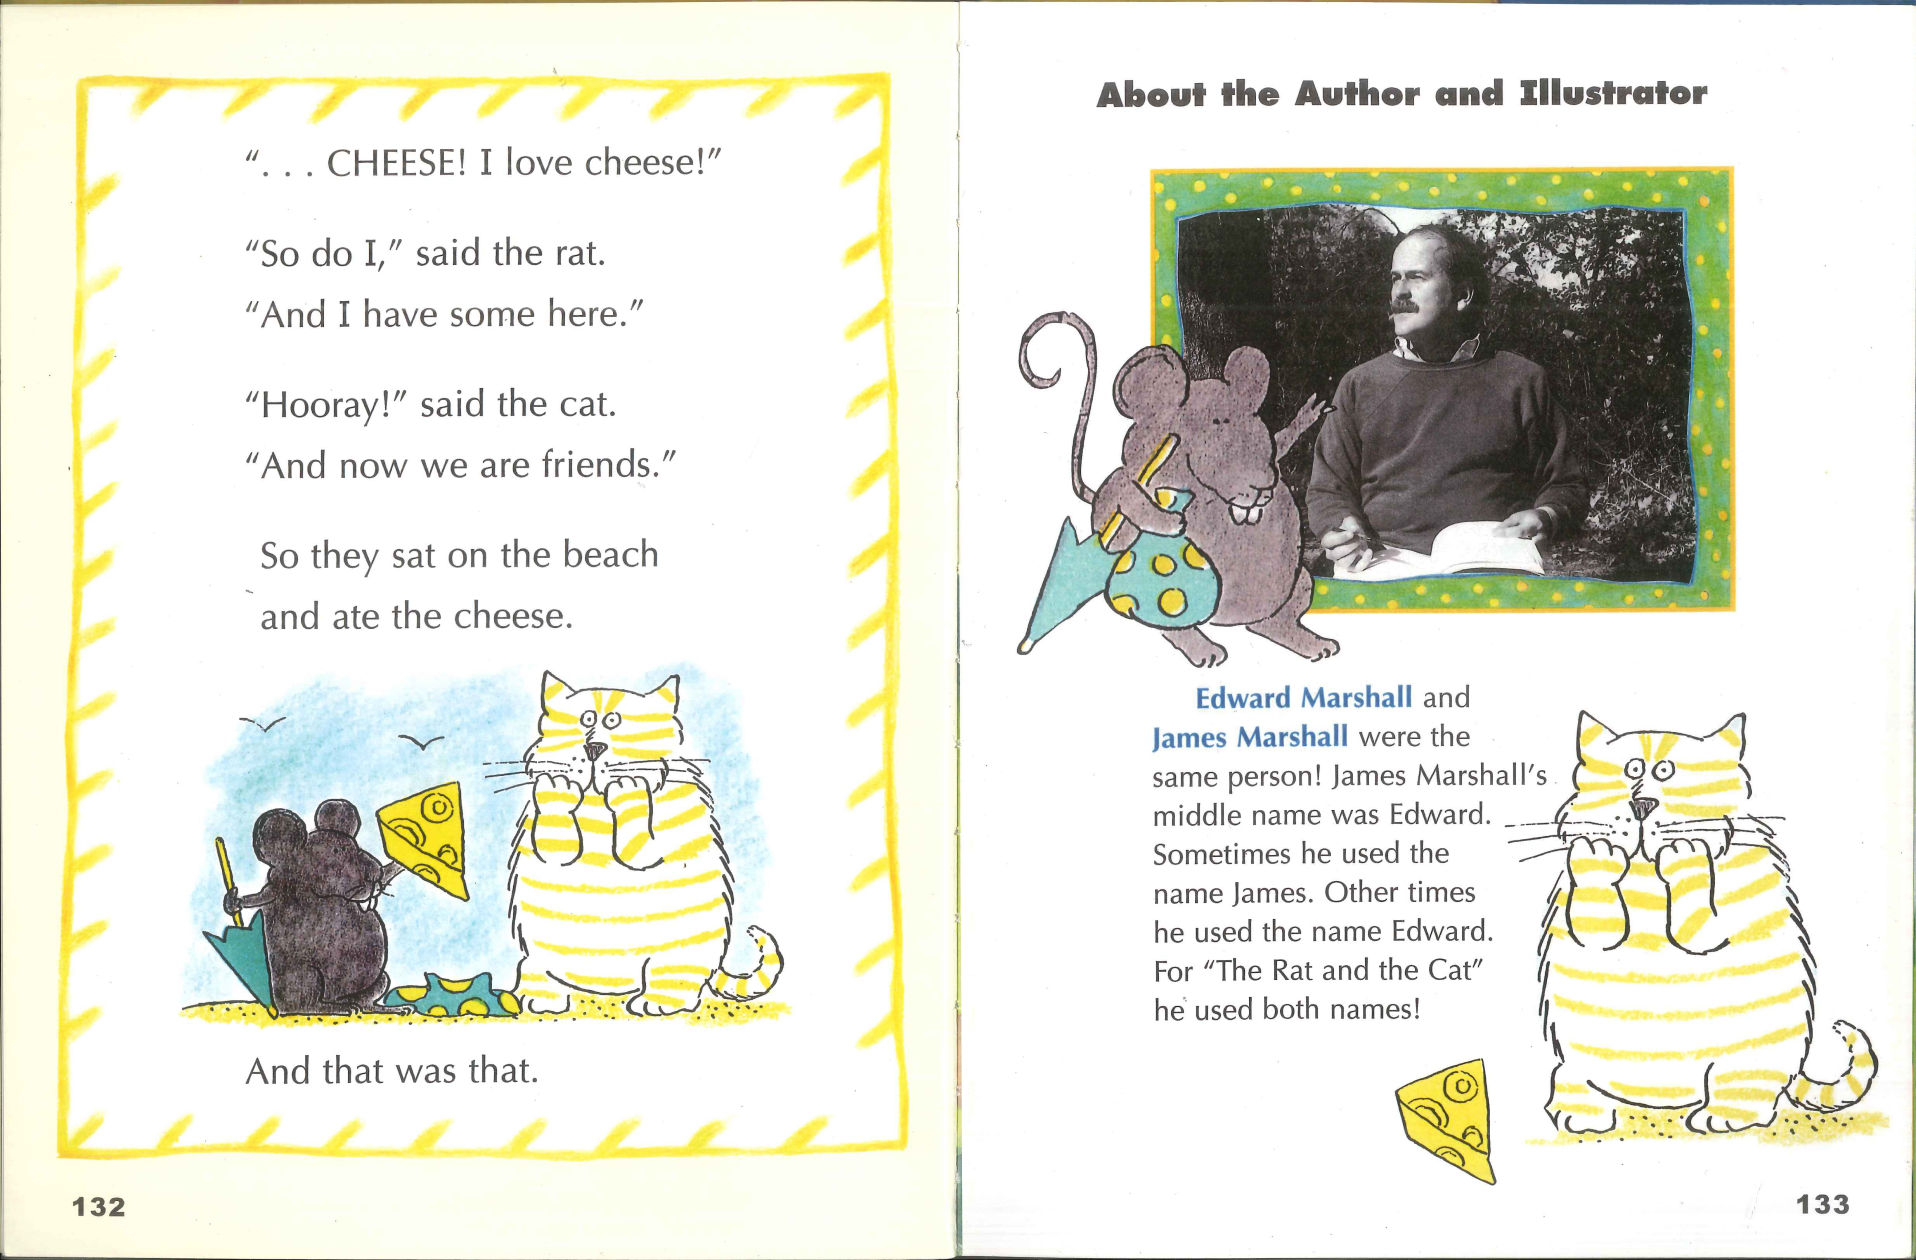 “. . . CHEESE! I love cheese!”
“So do I,” said the rat.
“And I have some here.”
“Hooray!” said the cat.
“And now we are friends.”
So they sat on the beach
and ate the cheese.
And that was that.
132
About the Author and Illustrator
Edward Marshall and
James Marshall were the
same person! James Marshall’s
middle name was Edward.
Sometimes he used the
name James. Other times
he used the name Edward.
For “The Rat and the Cat”
he used both names!
133